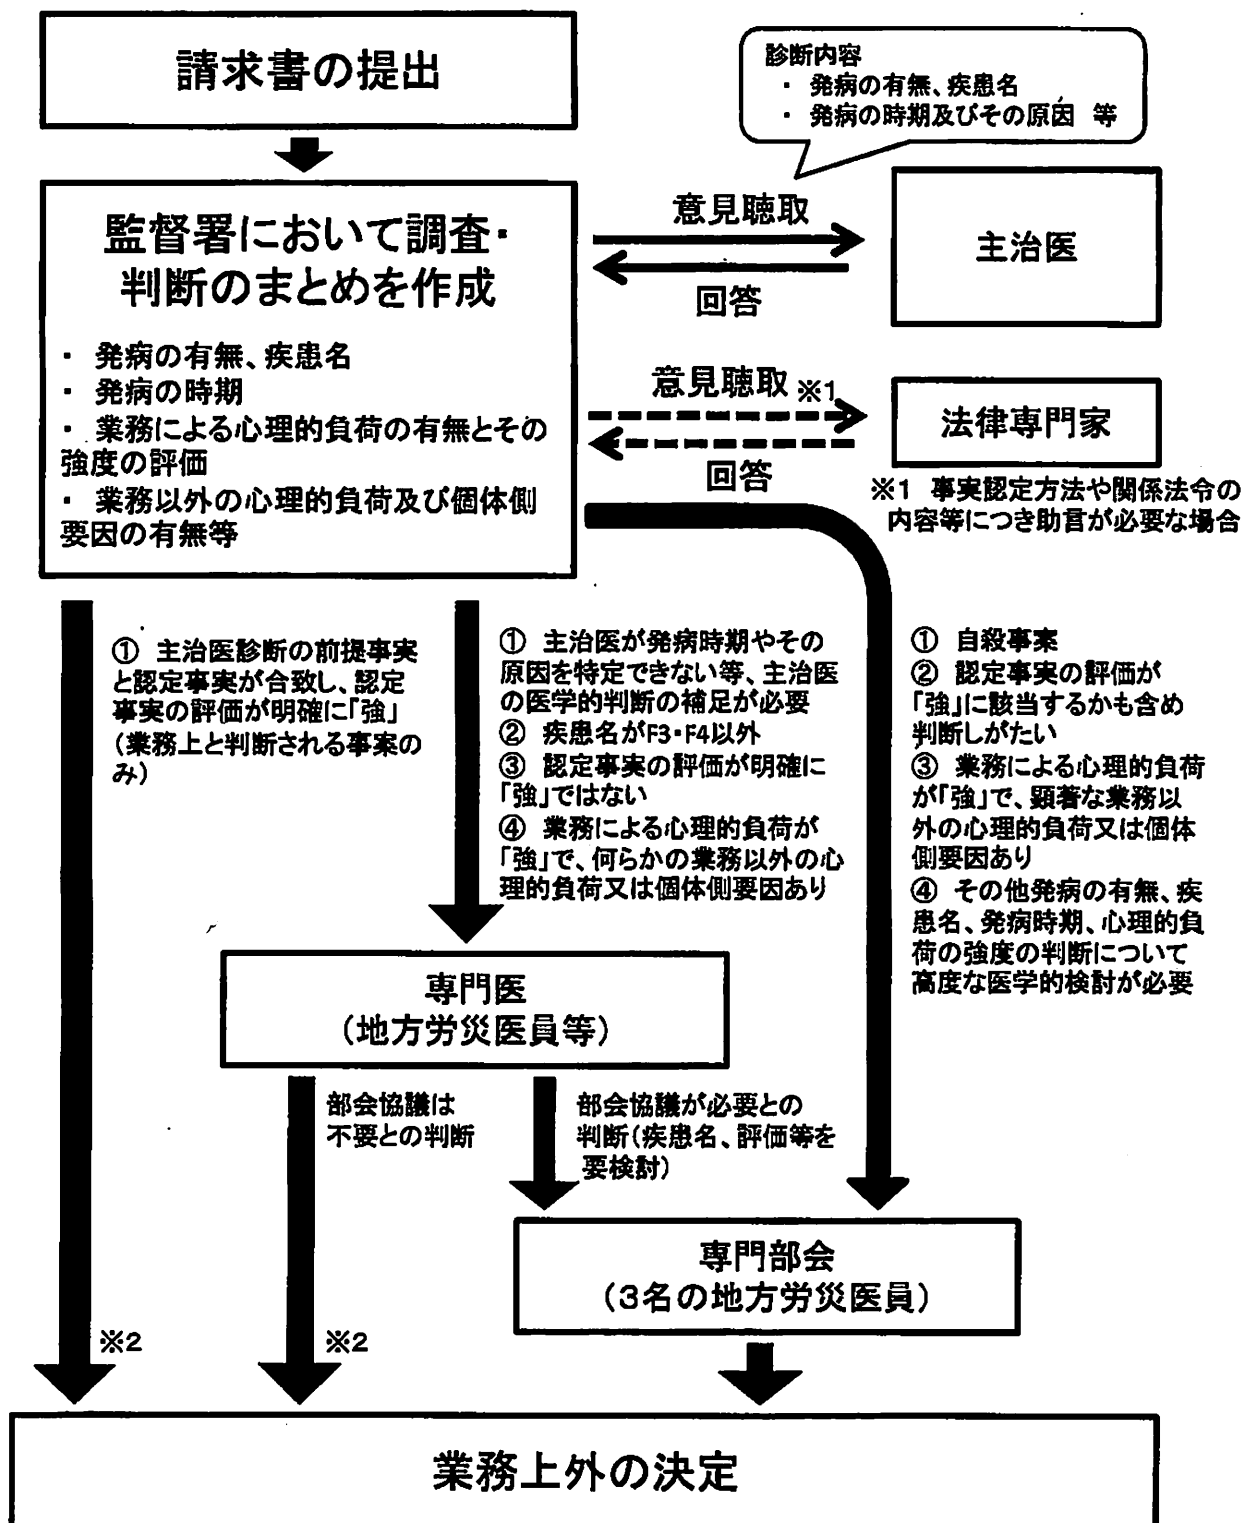 請求書の提出
診断内容
・ 発病の有無、疾患名
・ 発病の時期及びその原因 等
監督署において調査・
判断のまとめを作成
・ 発病の有無、疾患名
・ 発病の時期
・ 業務による心理的負荷の有無とその
強度の評価
・ 業務以外の心理的負荷及び個体側
要因の有無等
意見聴取
回答
主治医
意見聴取※1
回答
法律専門家
※1 事実認定方法や関係法令の
内容等につき助言が必要な場合
① 主治医診断の前提事実
と認定事実が合致し、認定
事実の評価が明確に「強」
（業務上と判断される事案の
み）
① 主治医が発病時期やその
原因を特定できない等、主治医
の医学的判断の補足が必要
② 疾患名がF3・F4以外
③ 認定事実の評価が明確に
「強」ではない
④ 業務による心理的負荷が
「強」で、何らかの業務以外の心
理的負荷又は個体側要因あり
① 自殺事案
② 認定事実の評価が
「強」に該当するかも含め
判断しがたい
③ 業務による心理的負荷
が「強」で、顕著な業務以
外の心理的負荷又は個体
側要因あり
④ その他発病の有無、疾
患名、発病時期、心理的負
荷の強度の判断について
高度な医学的検討が必要
専門医
（地方労災医員等）
部会協議は
不要との判断
部会協議が必要との
判断（疾患名、評価等を
要検討）
専門部会
（3名の地方労災医員）
※2
※2
業務上外の決定